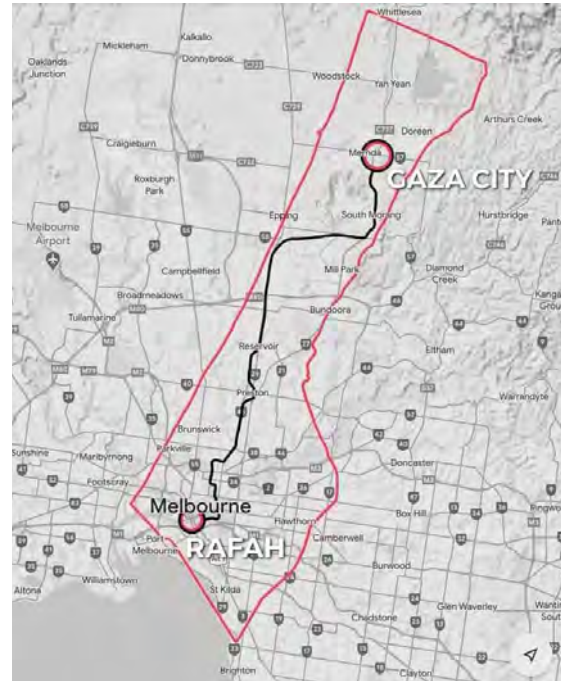 Whittlesea
Kalkallo
Mickleham
Donnybrook
Oaklands
Junction
C723
Woodstock
Yan Yean
C729
Arthurs Creek
Doreen
Craigieburn
Mernda
GAZA CITY
Roxburgh
Park
Epping
South Morang
Hurstbridge
Melbourne
Airport
Campbellfield
Mill Park
Diamond
Creek
Broadmeadows
Bundoora
Tullamarine
Reservoir
Eltham
Preston
Warrandyte
Brunswick
Sunshine
Maribyrnong
Parkville
Doncaster
Footscray
Melbourne
Box Hill
Hawthorn
RAFAH
Port
Melbourne
Camberwell
Williamstown
Burwood
Altona
St Kilda
Glen Waverley
Chadstone
Brighton
Clayton